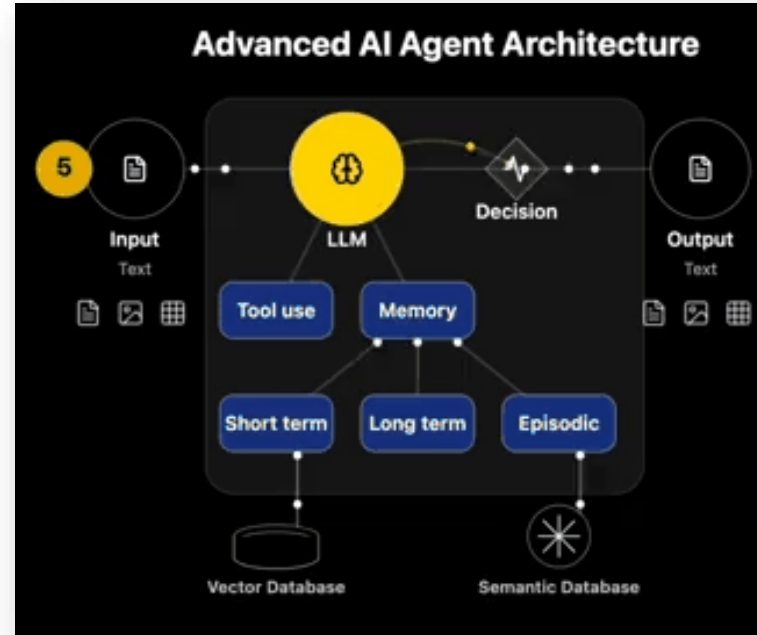 Advanced AI Agent Architecture
5
Input
Text
LLM
Decision
Output
Text
Tool use
Memory
Short term
Long term
Episodic
Vector Database
Semantic Database